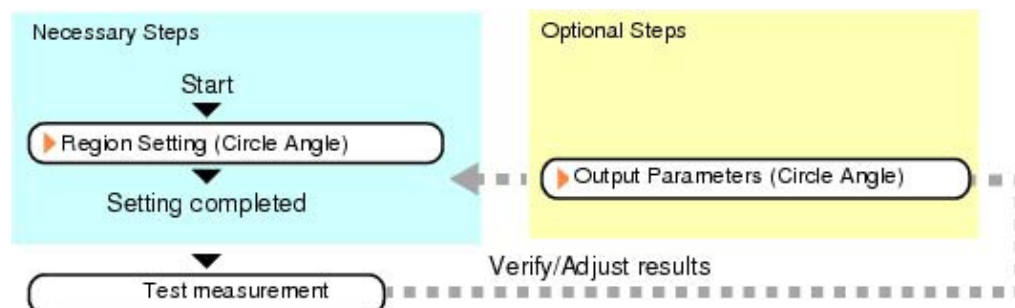 Necessary Steps
Start
Region Setting (Circle Angle)
Setting completed
Test measurement
Optional Steps
Output Parameters (Circle Angle)
Verify/Adjust results